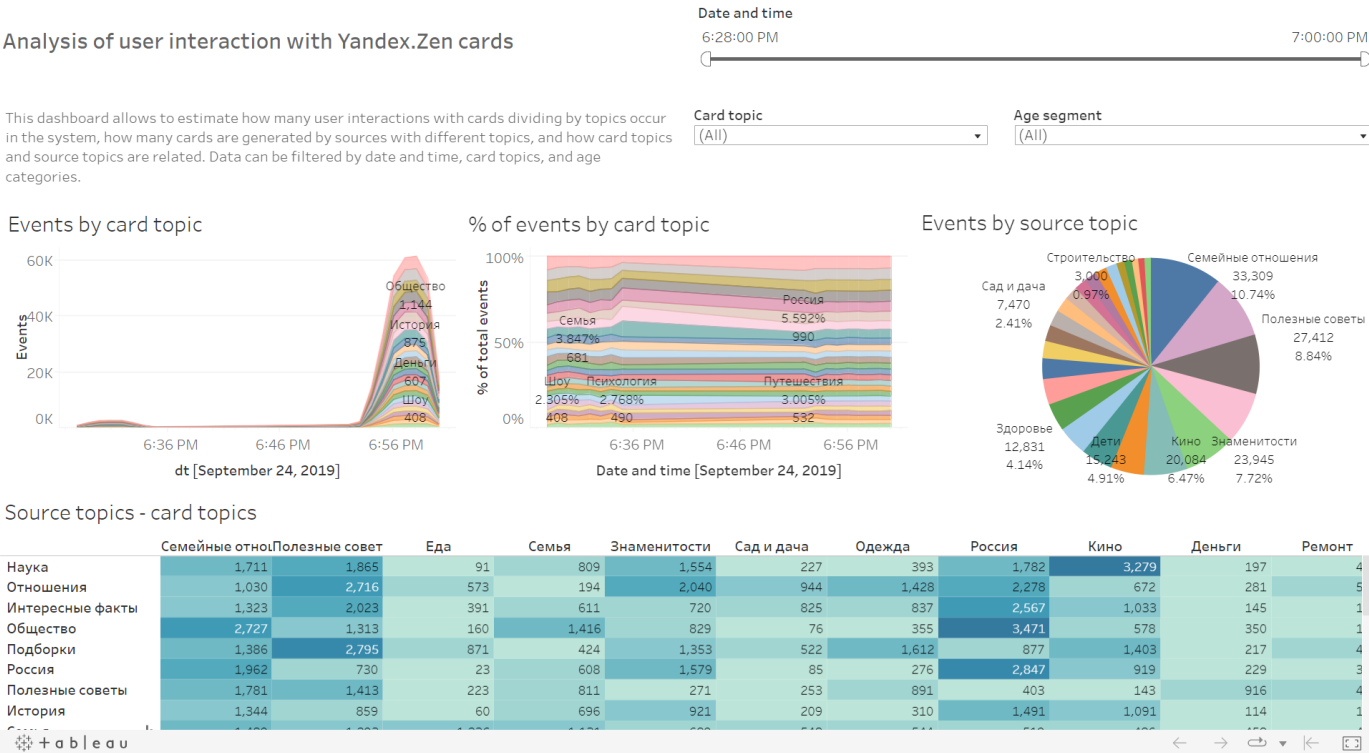 Date and time
Analysis of user interaction with Yandex.Zen cards
6:28:00 PM 7:00:00 PM
This dashboard allows to estimate how many user interactions with cards dividing by topics occur
in the system, how many cards are generated by sources with different topics, and how card topics
and source topics are related. Data can be filtered by date and time, card topics, and age
categories.
Card topic Age segment
(All) (All)
Events by card topic
60K
40K
20K
0K
Events
Общество
1,144
История
875
Деньги
607
Шоу
408
6:36 PM 6:46 PM 6:56 PM
dt [September 24, 2019]
% of events by card topic
100%
50%
0%
% of total events
Россия
5.592%
990
Семья
3.847%
681
Шоу
2.305%
408
Психология
2.768%
490
Путешествия
3.005%
532
6:36 PM 6:46 PM 6:56 PM
Date and time [September 24, 2019]
Events by source topic
Строительство
3,000
0.97%
Семейные отношения
33,309
10.74%
Сад и дача
7,470
2.41%
Полезные советы
27,412
8.84%
Здоровье
12,831
4.14%
Дети
15,243
4.91%
Кино
20,084
6.47%
Знаменитости
23,945
7.72%
Source topics - card topics
Семейные Полезные совет Еда Семья Знаменитости Сад и дача Одежда Россия Кино Деньги Ремонт
Наука 1,711 1,865 91 809 1,554 227 393 1,782 3,279 197 4
Отношения 1,030 2,716 573 194 2,040 944 1,428 2,278 672 281 5
Интересные факты 1,323 2,023 391 611 720 825 837 2,567 1,033 145 1
Общество 2,727 1,313 160 1,416 829 76 355 3,471 578 350 1
Подборки 1,386 2,795 871 424 1,353 522 1,612 877 1,403 217 4
Россия 1,962 730 23 608 1,579 85 276 2,847 919 229 3
Полезные советы 1,781 1,413 223 811 271 253 891 403 143 916 4
История 1,344 859 60 696 921 209 310 1,491 1,091 114 1
+ a b l e a u